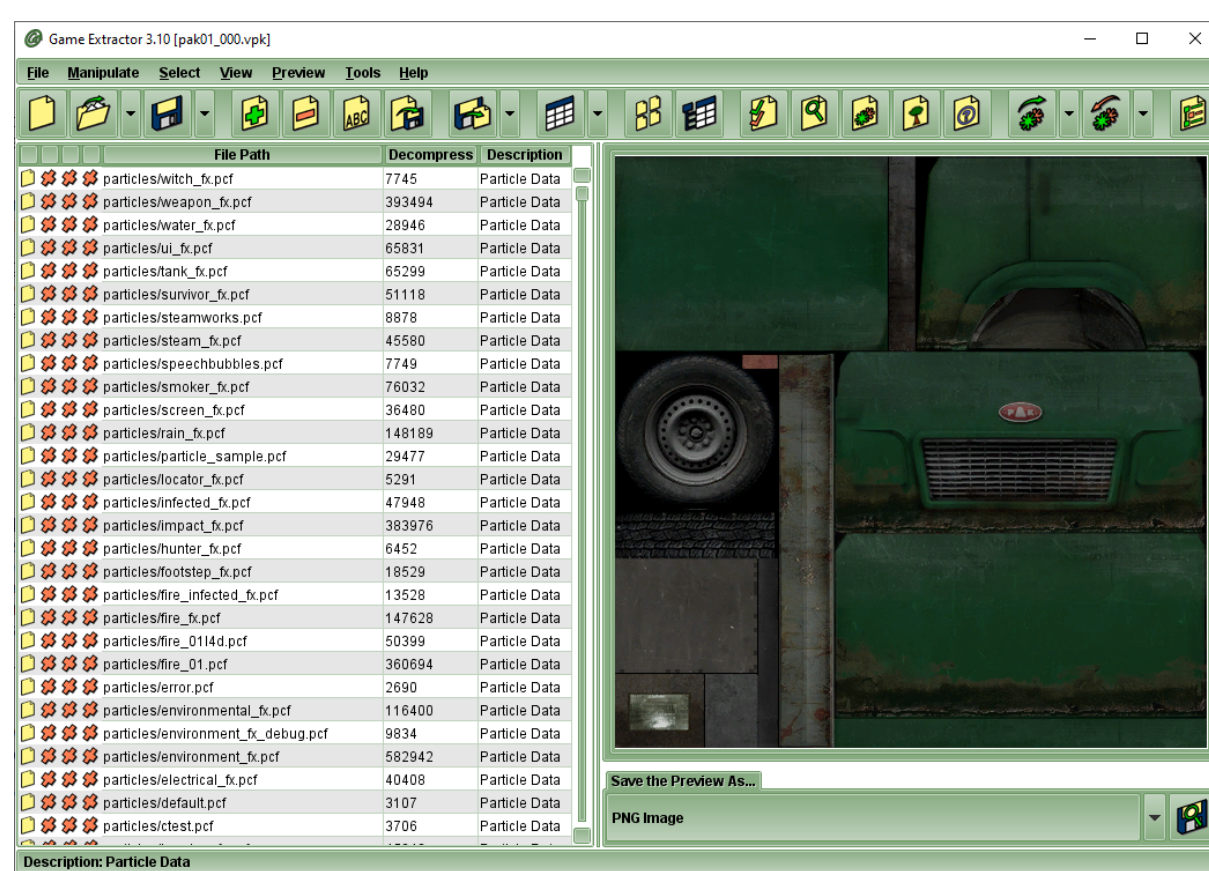 Game Extractor 3.10 [pak01_000.vpk]
File Manipulate Select View Preview Tools Help
ABC
File Path Decompress Description
particles/witch_fx.pcf 7745 Particle Data
particles/weapon_fx.pcf 393494 Particle Data
particles/water_fx.pcf 28946 Particle Data
particles/ui_fx.pcf 65831 Particle Data
particles/tank_fx.pcf 65299 Particle Data
particles/survivor_fx.pcf 51118 Particle Data
particles/steamworks.pcf 8878 Particle Data
particles/steam_fx.pcf 45580 Particle Data
particles/speechbubbles.pcf 7749 Particle Data
particles/smoker_fx.pcf 76032 Particle Data
particles/screen_fx.pcf 36480 Particle Data
particles/rain_fx.pcf 148189 Particle Data
particles/particle_sample.pcf 29477 Particle Data
particles/locator_fx.pcf 5291 Particle Data
particles/infected_fx.pcf 47948 Particle Data
particles/impact_fx.pcf 383976 Particle Data
particles/hunter_fx.pcf 6452 Particle Data
particles/footstep_fx.pcf 18529 Particle Data
particles/fire_infected_fx.pcf 13528 Particle Data
particles/fire_fx.pcf 147628 Particle Data
particles/fire_01l4d.pcf 50399 Particle Data
particles/fire_01.pcf 360694 Particle Data
particles/error.pcf 2690 Particle Data
particles/environmental_fx.pcf 116400 Particle Data
particles/environment_fx_debug.pcf 9834 Particle Data
particles/environment_fx.pcf 582942 Particle Data
particles/electrical_fx.pcf 40408 Particle Data
particles/default.pcf 3107 Particle Data
particles/ctest.pcf 3706 Particle Data
PAK
Save the Preview As...
PNG Image
Description: Particle Data